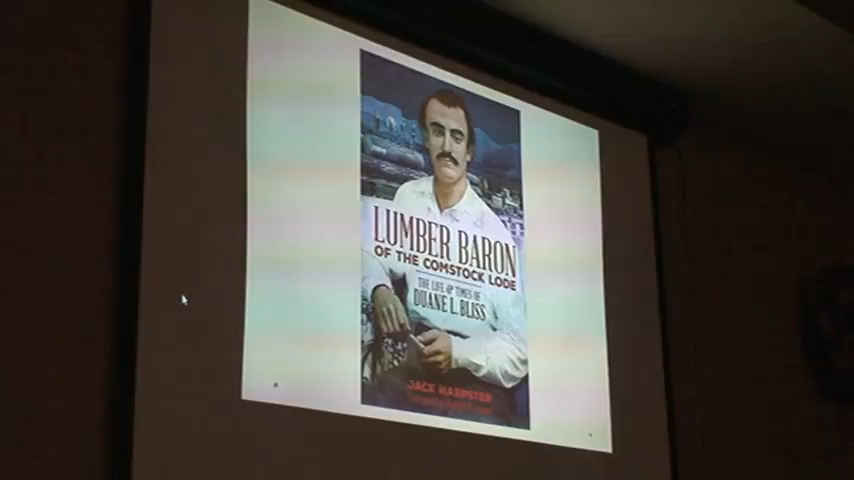 LUMBER BARON
OF THE COMSTOCK LODE
THE LIFE & TIMES OF
DUANE L. BLISS
JACK HARPSTER